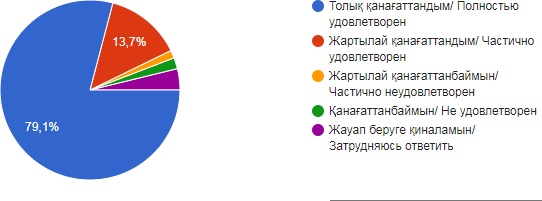 79,1%
13,7%
Толық қанағаттандым/ Полностью
удовлетворен
Жартылай қанағаттандым/ Частично
удовлетворен
Жартылай қанағаттанбаймын/
Частично неудовлетворен
Қанағаттанбаймын/ Не удовлетворен
Жауап беруге қиналамын/
Затрудняюсь ответить